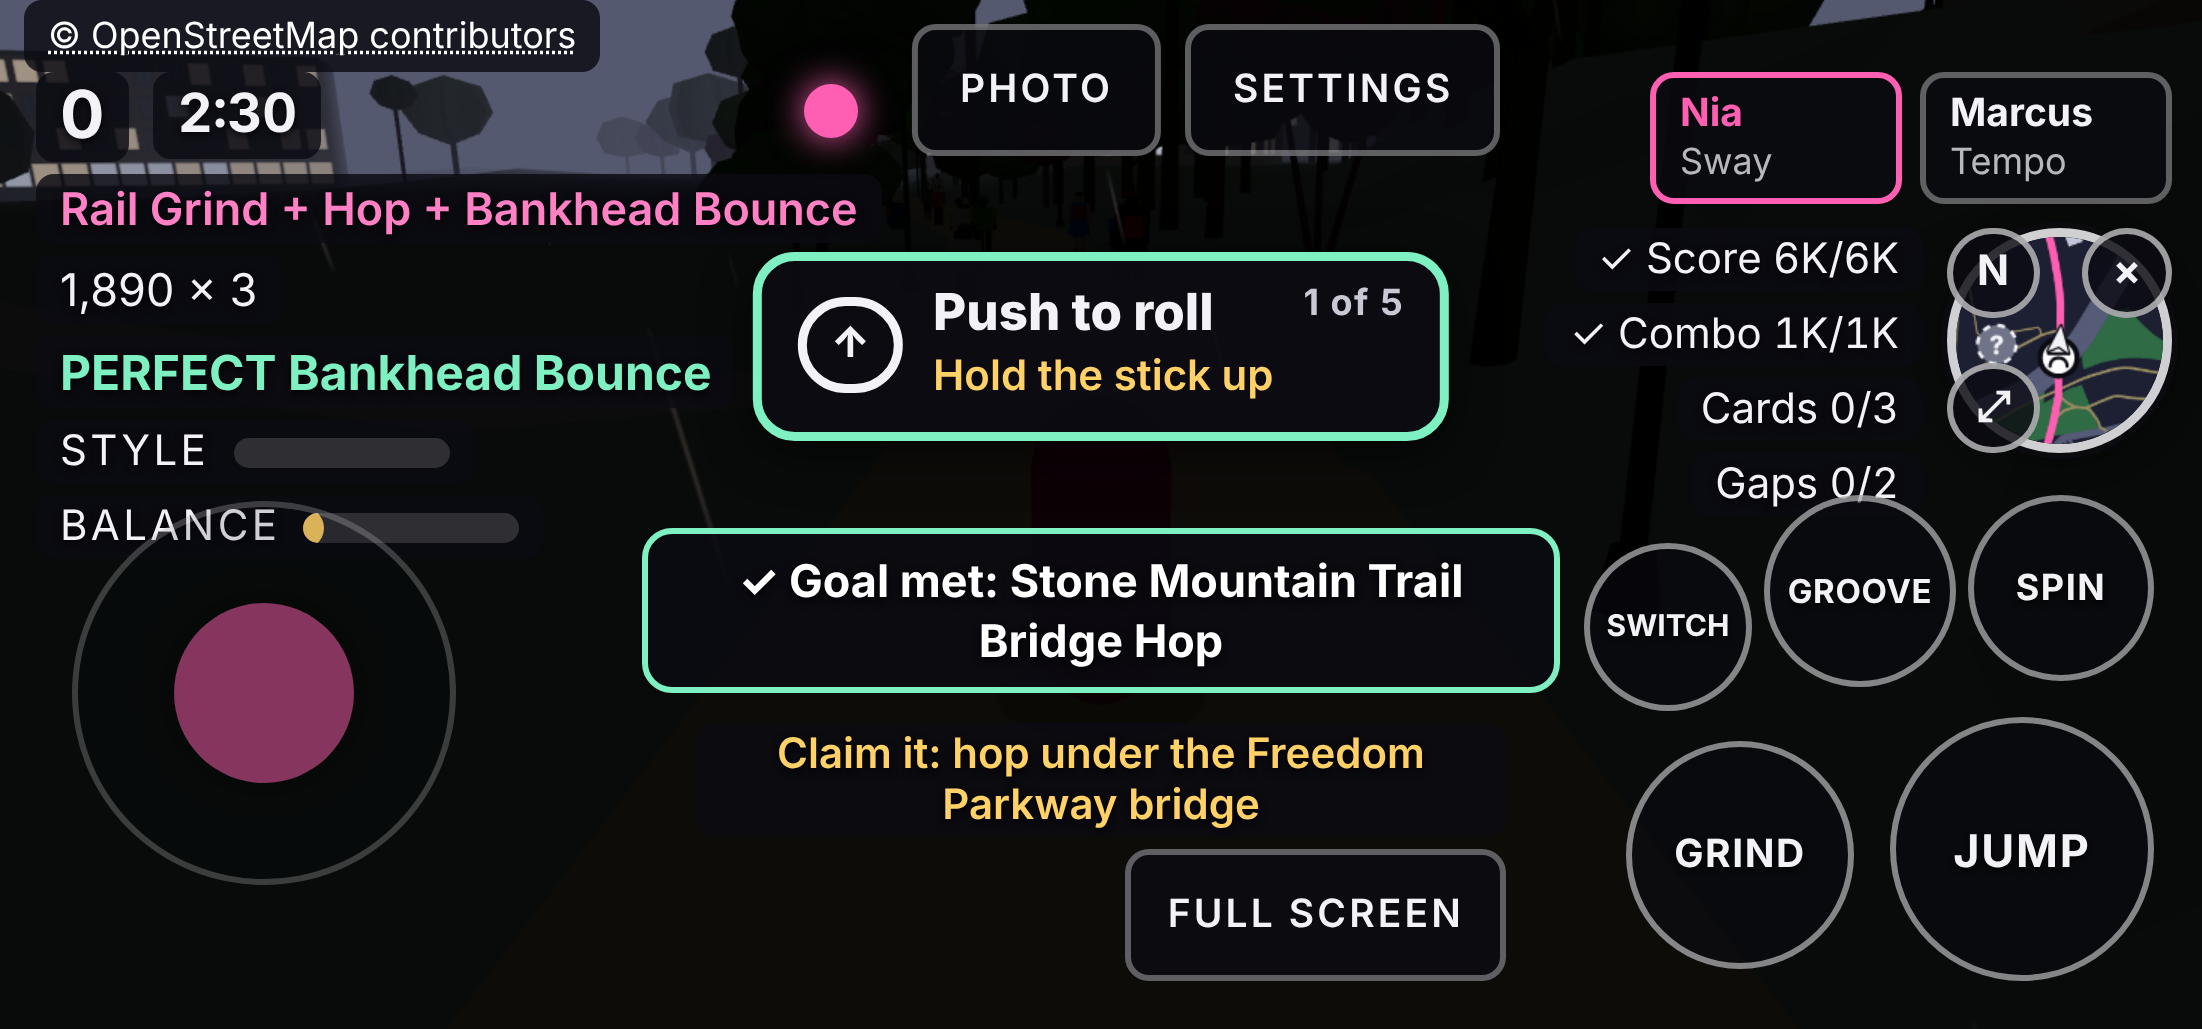 © OpenStreetMap contributors
0
2:30
PHOTO
SETTINGS
Nia
Sway
Marcus
Tempo
Rail Grind + Hop + Bankhead Bounce
1,890 × 3
PERFECT Bankhead Bounce
STYLE
BALANCE
Push to roll
1 of 5
Hold the stick up
✓ Score 6K/6K
✓ Combo 1K/1K
Cards 0/3
Gaps 0/2
N
×
?
✓ Goal met: Stone Mountain Trail
Bridge Hop
Claim it: hop under the Freedom
Parkway bridge
FULL SCREEN
SWITCH
GROOVE
SPIN
GRIND
JUMP